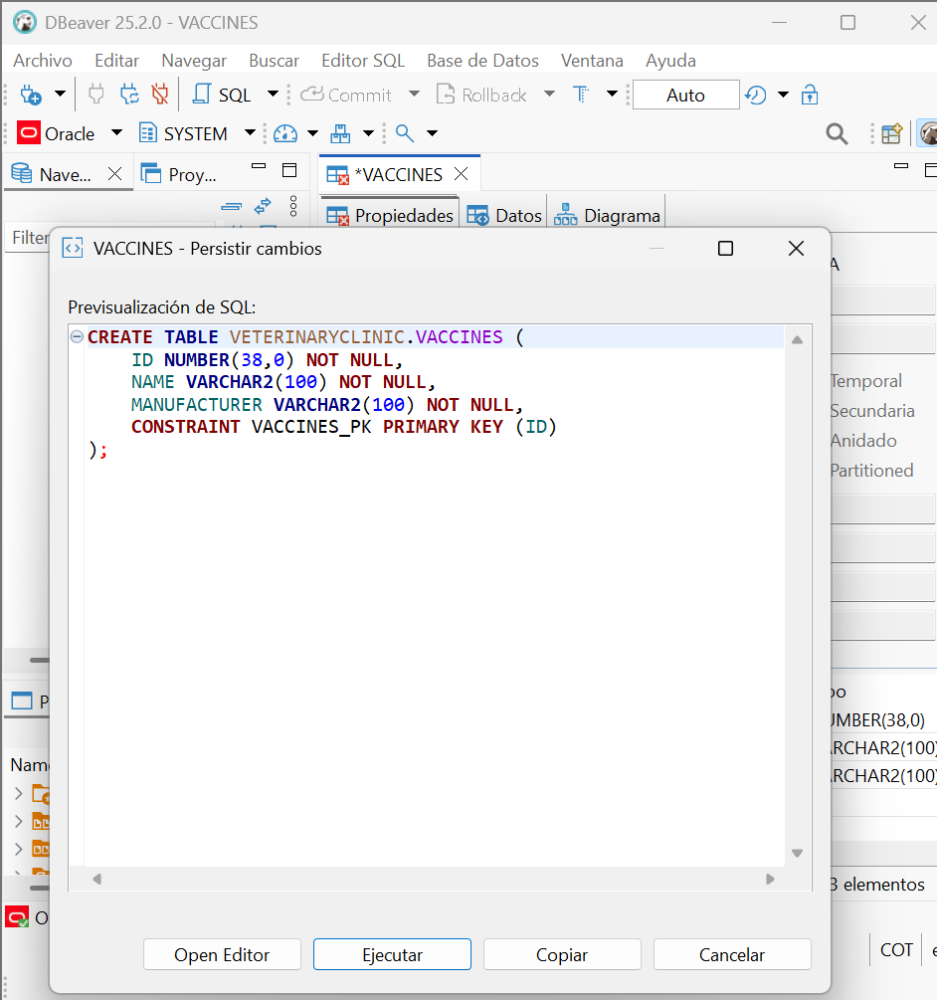 DBeaver 25.2.0 - VACCINES
Archivo Editar Navegar Buscar Editor SQL Base de Datos Ventana Ayuda
SQL Commit Rollback T Auto
Oracle SYSTEM
Nave... Proy... *VACCINES
Propiedades Datos Diagrama
Filter
VACCINES - Persistir cambios
A
Previsualización de SQL:
CREATE TABLE VETERINARYCLINIC.VACCINES (
ID NUMBER(38,0) NOT NULL,
NAME VARCHAR2(100) NOT NULL,
MANUFACTURER VARCHAR2(100) NOT NULL,
CONSTRAINT VACCINES_PK PRIMARY KEY (ID)
);
Temporal
Secundaria
Anidado
Partitioned
P
UMBER(38,0)
ARCHAR2(100)
ARCHAR2(100)
Name
3 elementos
O
Open Editor Ejecutar Copiar Cancelar
COT